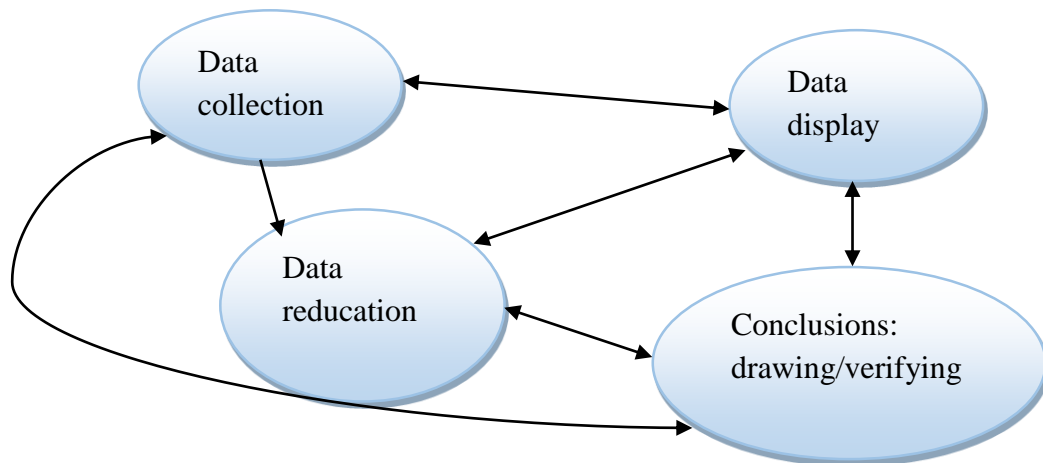 Data
collection
Data
display
Data
reducation
Conclusions:
drawing/verifying